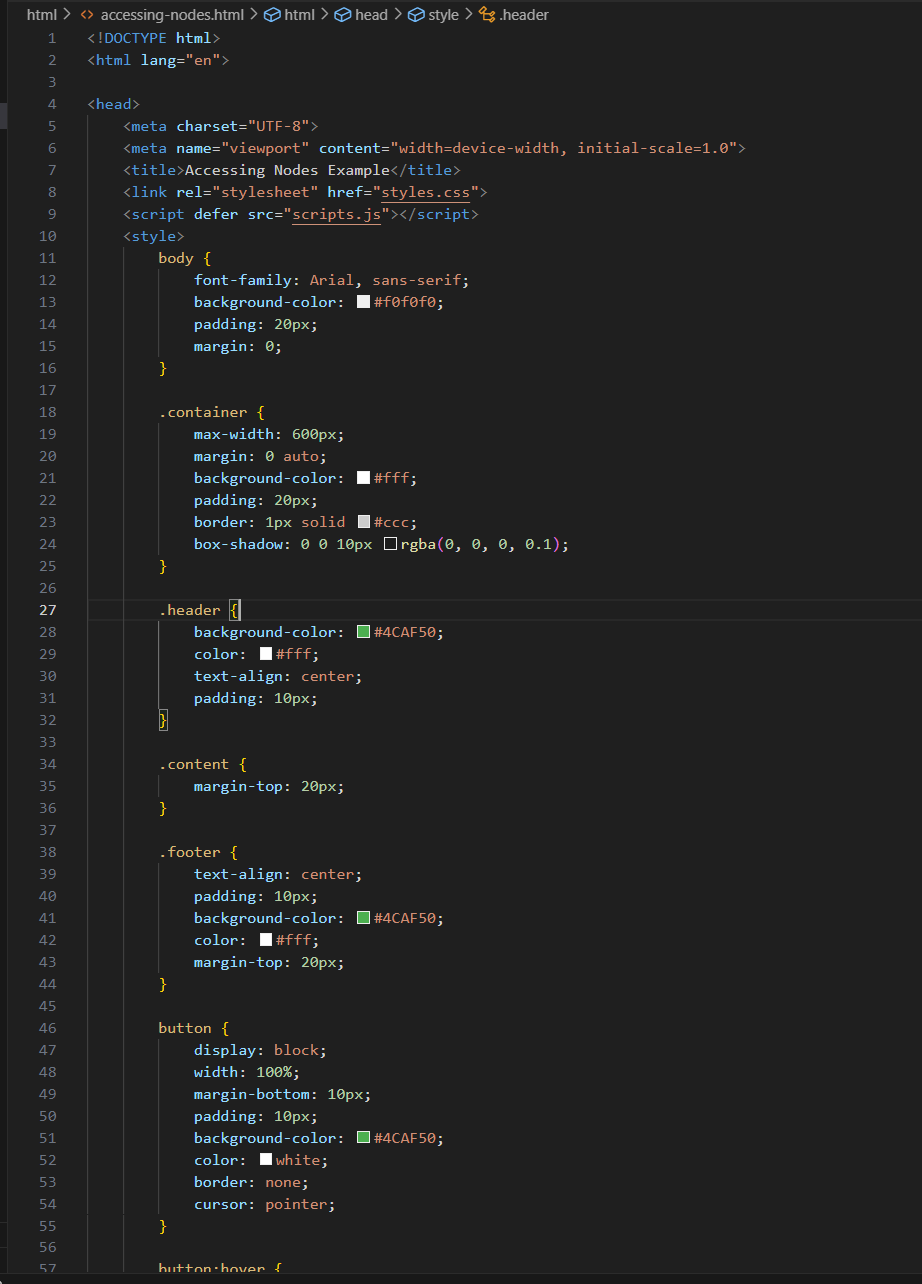 html > <> accessing-nodes.html > html > head > style > .header
1 <!DOCTYPE html>
2 <html lang="en">
3
4 <head>
5     <meta charset="UTF-8">
6     <meta name="viewport" content="width=device-width, initial-scale=1.0">
7     <title>Accessing Nodes Example</title>
8     <link rel="stylesheet" href="styles.css">
9     <script defer src="scripts.js"></script>
10     <style>
11         body {
12             font-family: Arial, sans-serif;
13             background-color: #f0f0f0;
14             padding: 20px;
15             margin: 0;
16         }
17
18         .container {
19             max-width: 600px;
20             margin: 0 auto;
21             background-color: #fff;
22             padding: 20px;
23             border: 1px solid #ccc;
24             box-shadow: 0 0 10px rgba(0, 0, 0, 0.1);
25         }
26
27         .header {
28             background-color: #4CAF50;
29             color: #fff;
30             text-align: center;
31             padding: 10px;
32         }
33
34         .content {
35             margin-top: 20px;
36         }
37
38         .footer {
39             text-align: center;
40             padding: 10px;
41             background-color: #4CAF50;
42             color: #fff;
43             margin-top: 20px;
44         }
45
46         button {
47             display: block;
48             width: 100%;
49             margin-bottom: 10px;
50             padding: 10px;
51             background-color: #4CAF50;
52             color: white;
53             border: none;
54             cursor: pointer;
55         }
56
57         button:hover {